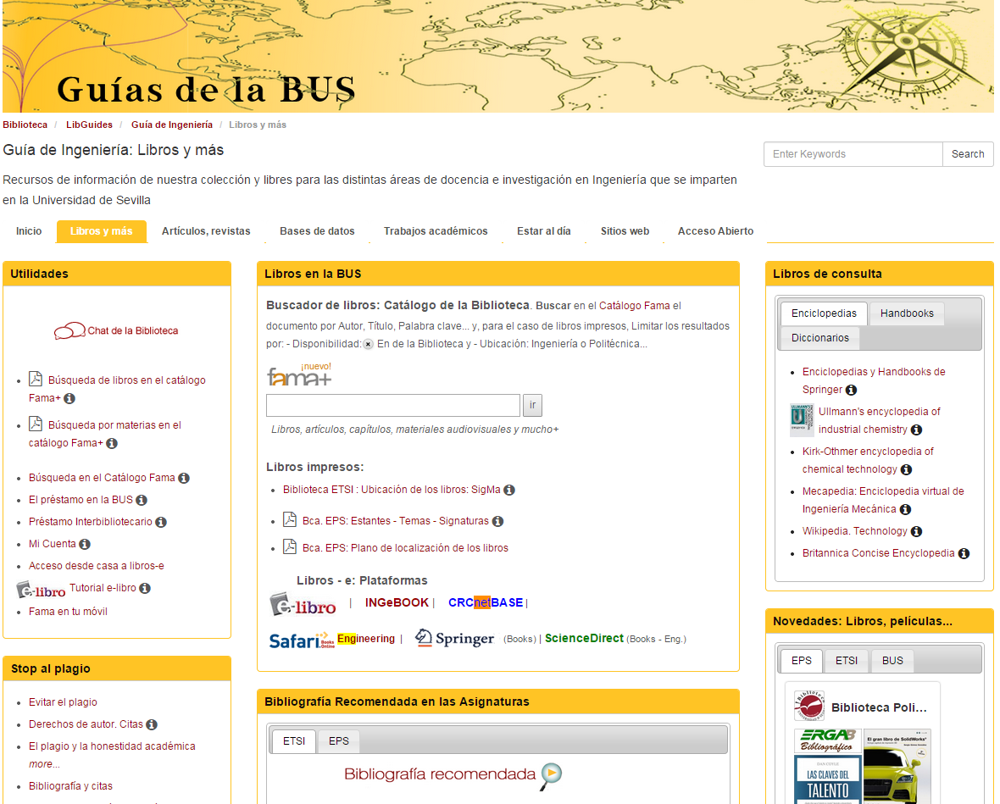 Guías de la BUS
Biblioteca / LibGuides / Guía de Ingeniería / Libros y más
Guía de Ingeniería: Libros y más
Enter Keywords Search
Recursos de información de nuestra colección y libres para las distintas áreas de docencia e investigación en Ingeniería que se imparten
en la Universidad de Sevilla
Inicio Libros y más Artículos, revistas Bases de datos Trabajos académicos Estar al día Sitios web Acceso Abierto
Utilidades
Chat de la Biblioteca
Búsqueda de libros en el catálogo
Fama+
Búsqueda por materias en el
catálogo Fama+
Búsqueda en el Catálogo Fama
El préstamo en la BUS
Préstamo Interbibliotecario
Mi Cuenta
Acceso desde casa a libros-e
e-libro Tutorial e-libro
Fama en tu móvil
Stop al plagio
Evitar el plagio
Derechos de autor. Citas
El plagio y la honestidad académica
more...
Bibliografía y citas
Libros en la BUS
Buscador de libros: Catálogo de la Biblioteca. Buscar en el Catálogo Fama el
documento por Autor, Título, Palabra clave... y, para el caso de libros impresos, Limitar los resultados
por: - Disponibilidad: En de la Biblioteca y - Ubicación: Ingeniería o Politécnica...
¡nuevo!
fama+
ir
Libros, artículos, capítulos, materiales audiovisuales y mucho+
Libros impresos:
Biblioteca ETSI : Ubicación de los libros: SigMa
Bca. EPS: Estantes - Temas - Signaturas
Bca. EPS: Plano de localización de los libros
Libros - e: Plataformas
e-libro | INGeBOOK | CRCnetBASE |
Safari Books Online Engineering | Springer (Books) | ScienceDirect (Books - Eng.)
Bibliografía Recomendada en las Asignaturas
ETSI EPS
Bibliografía recomendada
Libros de consulta
Enciclopedias Handbooks
Diccionarios
Enciclopedias y Handbooks de
Springer
ULLMANN'S
Ullmann's encyclopedia of
industrial chemistry
Kirk-Othmer encyclopedia of
chemical technology
Mecapedia: Enciclopedia virtual de
Ingeniería Mecánica
Wikipedia. Technology
Britannica Concise Encyclopedia
Novedades: Libros, películas...
EPS ETSI BUS
Biblioteca Poli...
ERGA
Bibliográfico
El gran libro de SolidWorks®
LAS CLAVES DEL
TALENTO